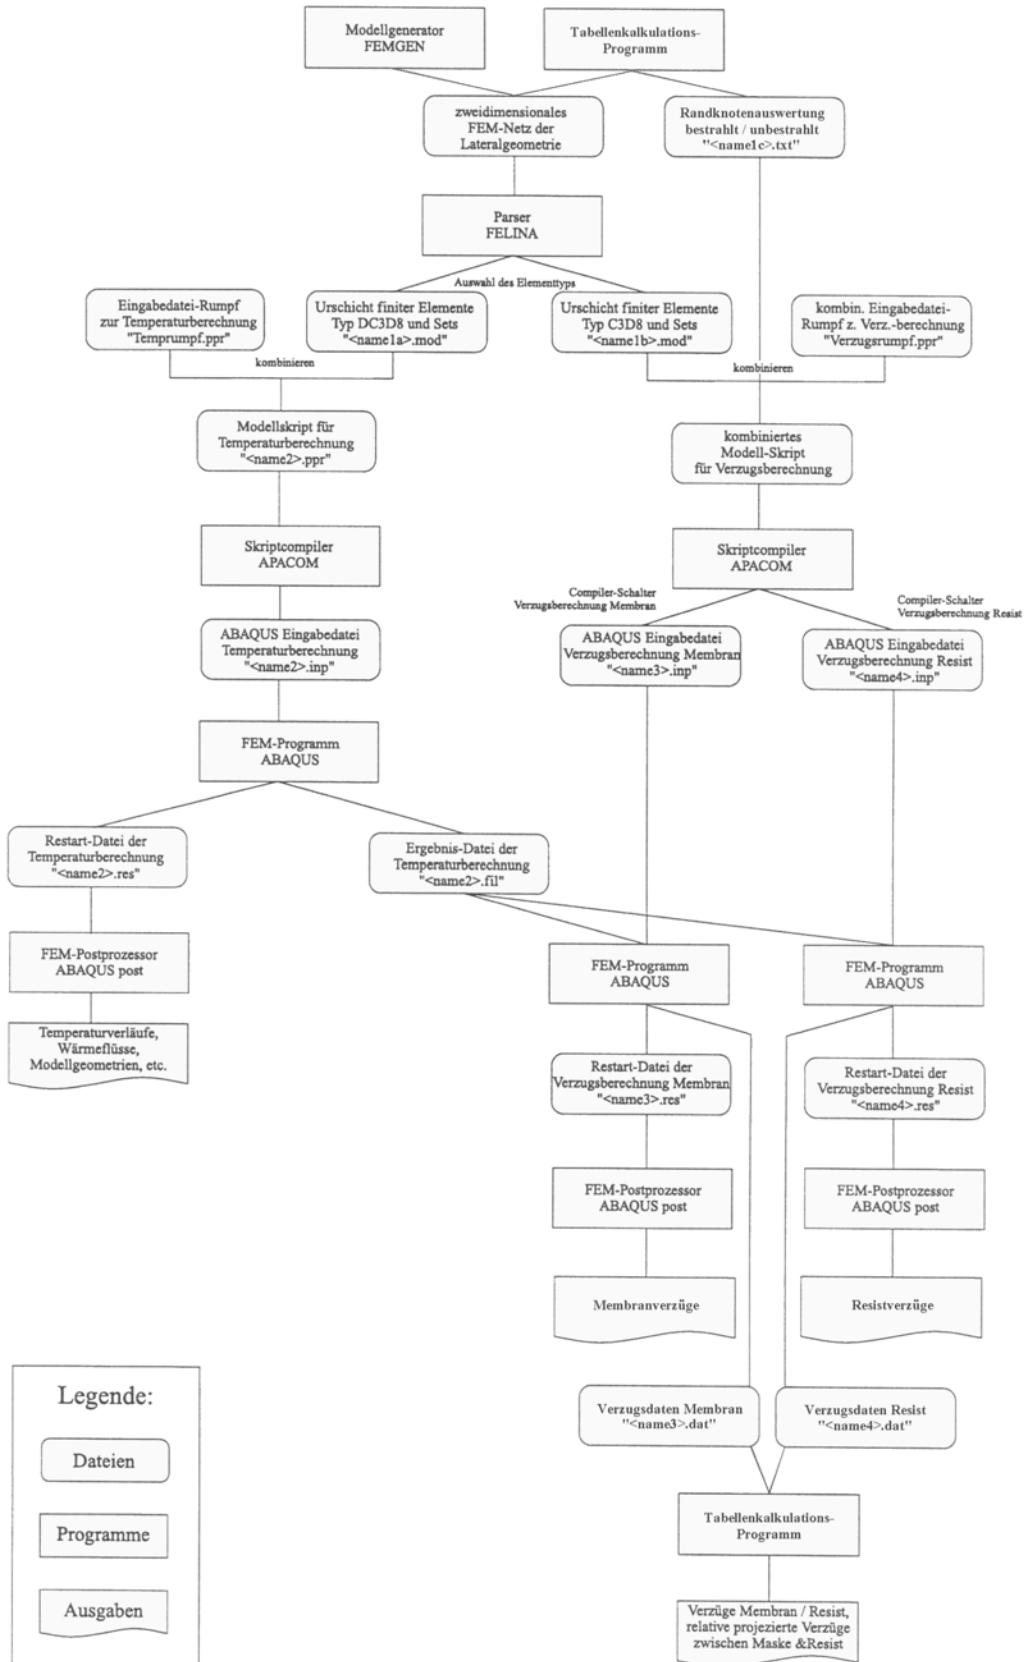 Modellgenerator
FEMGEN
Tabellenkalkulations-
Programm
zweidimensionales
FEM-Netz der
Lateralgeometrie
Randknotenauswertung
bestrahlt / unbestrahlt
"<name1c>.txt"
Parser
FELINA
Auswahl des Elementtyps
Eingabedatei-Rumpf
zur Temperaturberechnung
"Temprumpf.ppr"
Urschicht finiter Elemente
Typ DC3D8 und Sets
"<name1a>.mod"
Urschicht finiter Elemente
Typ C3D8 und Sets
"<name1b>.mod"
kombin. Eingabedatei-
Rumpf z. Verz.-berechnung
"Verzugsrumpf.ppr"
kombinieren
kombinieren
Modellskript für
Temperaturberechnung
"<name2>.ppr"
kombiniertes
Modell-Skript
für Verzugsberechnung
Skriptcompiler
APACOM
Skriptcompiler
APACOM
Compiler-Schalter
Verzugsberechnung Membran
Compiler-Schalter
Verzugsberechnung Resist
ABAQUS Eingabedatei
Temperaturberechnung
"<name2>.inp"
ABAQUS Eingabedatei
Verzugsberechnung Membran
"<name3>.inp"
ABAQUS Eingabedatei
Verzugsberechnung Resist
"<name4>.inp"
FEM-Programm
ABAQUS
Restart-Datei der
Temperaturberechnung
"<name2>.res"
Ergebnis-Datei der
Temperaturberechnung
"<name2>.fil"
FEM-Postprozessor
ABAQUS post
FEM-Programm
ABAQUS
FEM-Programm
ABAQUS
Temperaturverläufe,
Wärmeflüsse,
Modellgeometrien, etc.
Restart-Datei der
Verzugsberechnung Membran
"<name3>.res"
Restart-Datei der
Verzugsberechnung Resist
"<name4>.res"
FEM-Postprozessor
ABAQUS post
FEM-Postprozessor
ABAQUS post
Membranverzüge
Resistverzüge
Legende:
Dateien
Programme
Ausgaben
Verzugsdaten Membran
"<name3>.dat"
Verzugsdaten Resist
"<name4>.dat"
Tabellenkalkulations-
Programm
Verzüge Membran / Resist,
relative projezierte Verzüge
zwischen Maske &Resist